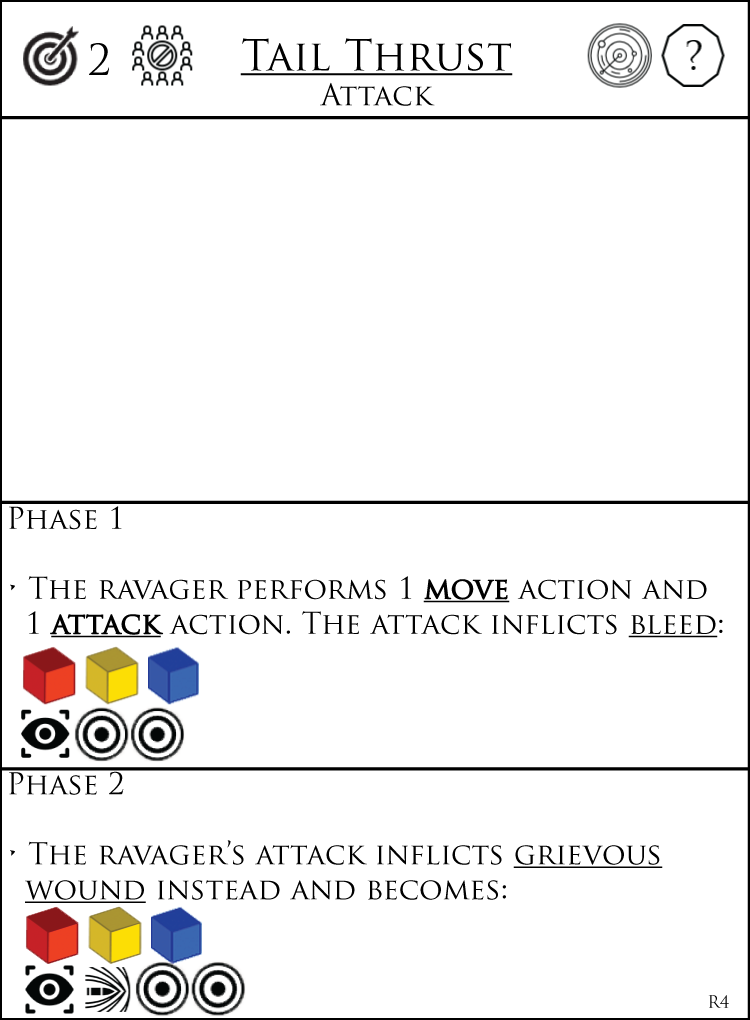 2 Tail Thrust ?
Attack
Phase 1
‣ The ravager performs 1 move action and
1 attack action. The attack inflicts bleed:
Phase 2
‣ The ravager’s attack inflicts grievous
wound instead and becomes:
R4